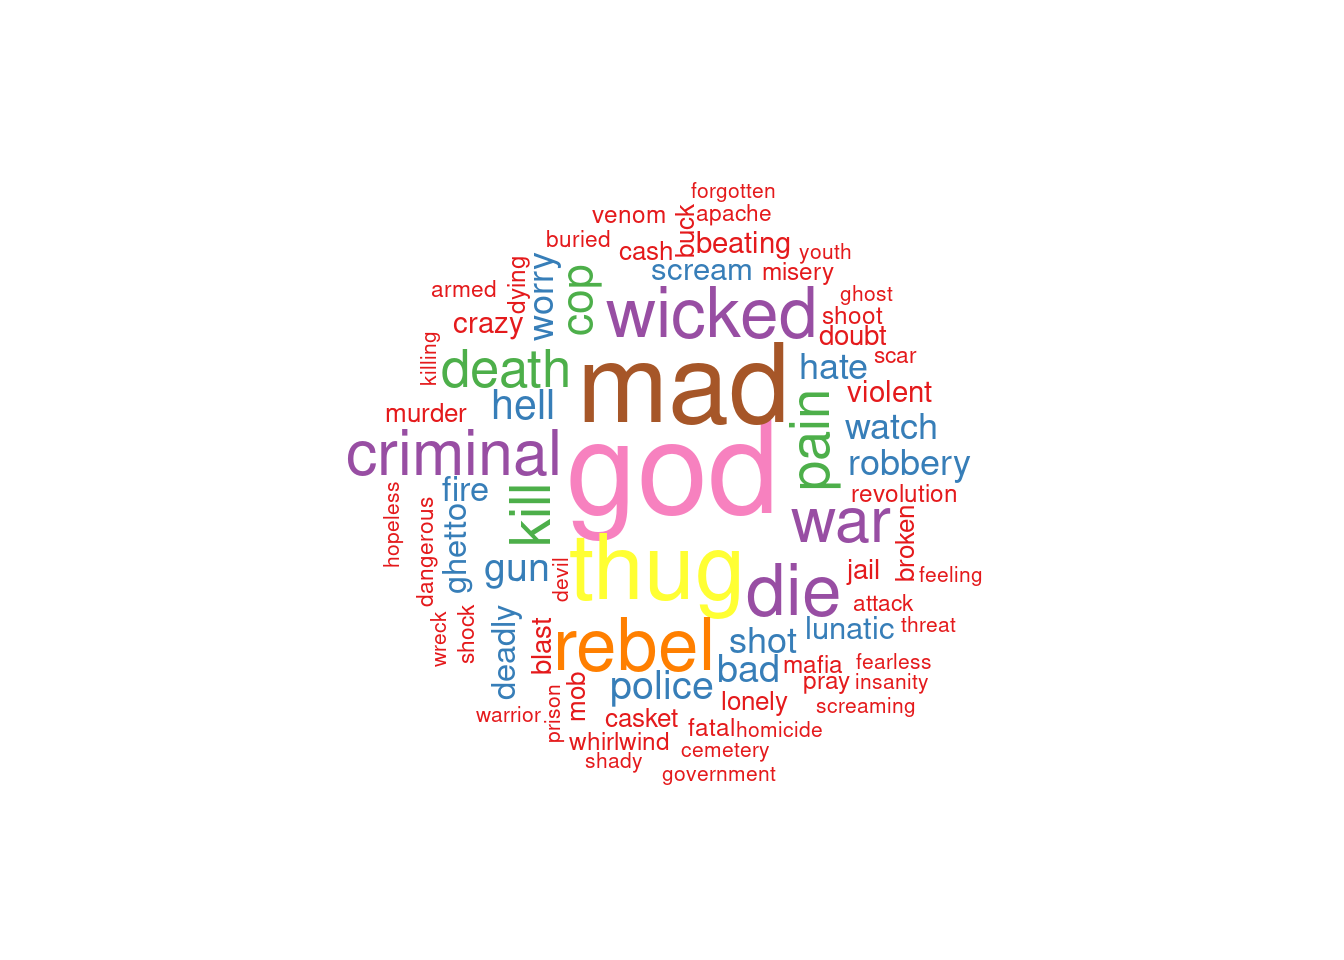 forgotten
venom
buck
apache
buried
cash
beating
youth
worry
cop
scream
misery
armed
dying
wicked
ghost
crazy
shoot
doubt
killing
death
mad
hate
scar
hell
violent
murder
pain
watch
criminal
god
robbery
fire
kill
revolution
hopeless
dangerous
ghetto
war
broken
gun
devil
thug
die
jail
feeling
attack
wreck
shock
deadly
blast
rebel
shot
lunatic
threat
police
bad
mafia
fearless
mob
pray
insanity
warrior
prison
casket
lonely
screaming
whirlwind
fatal
homicide
shady
cemetery
government